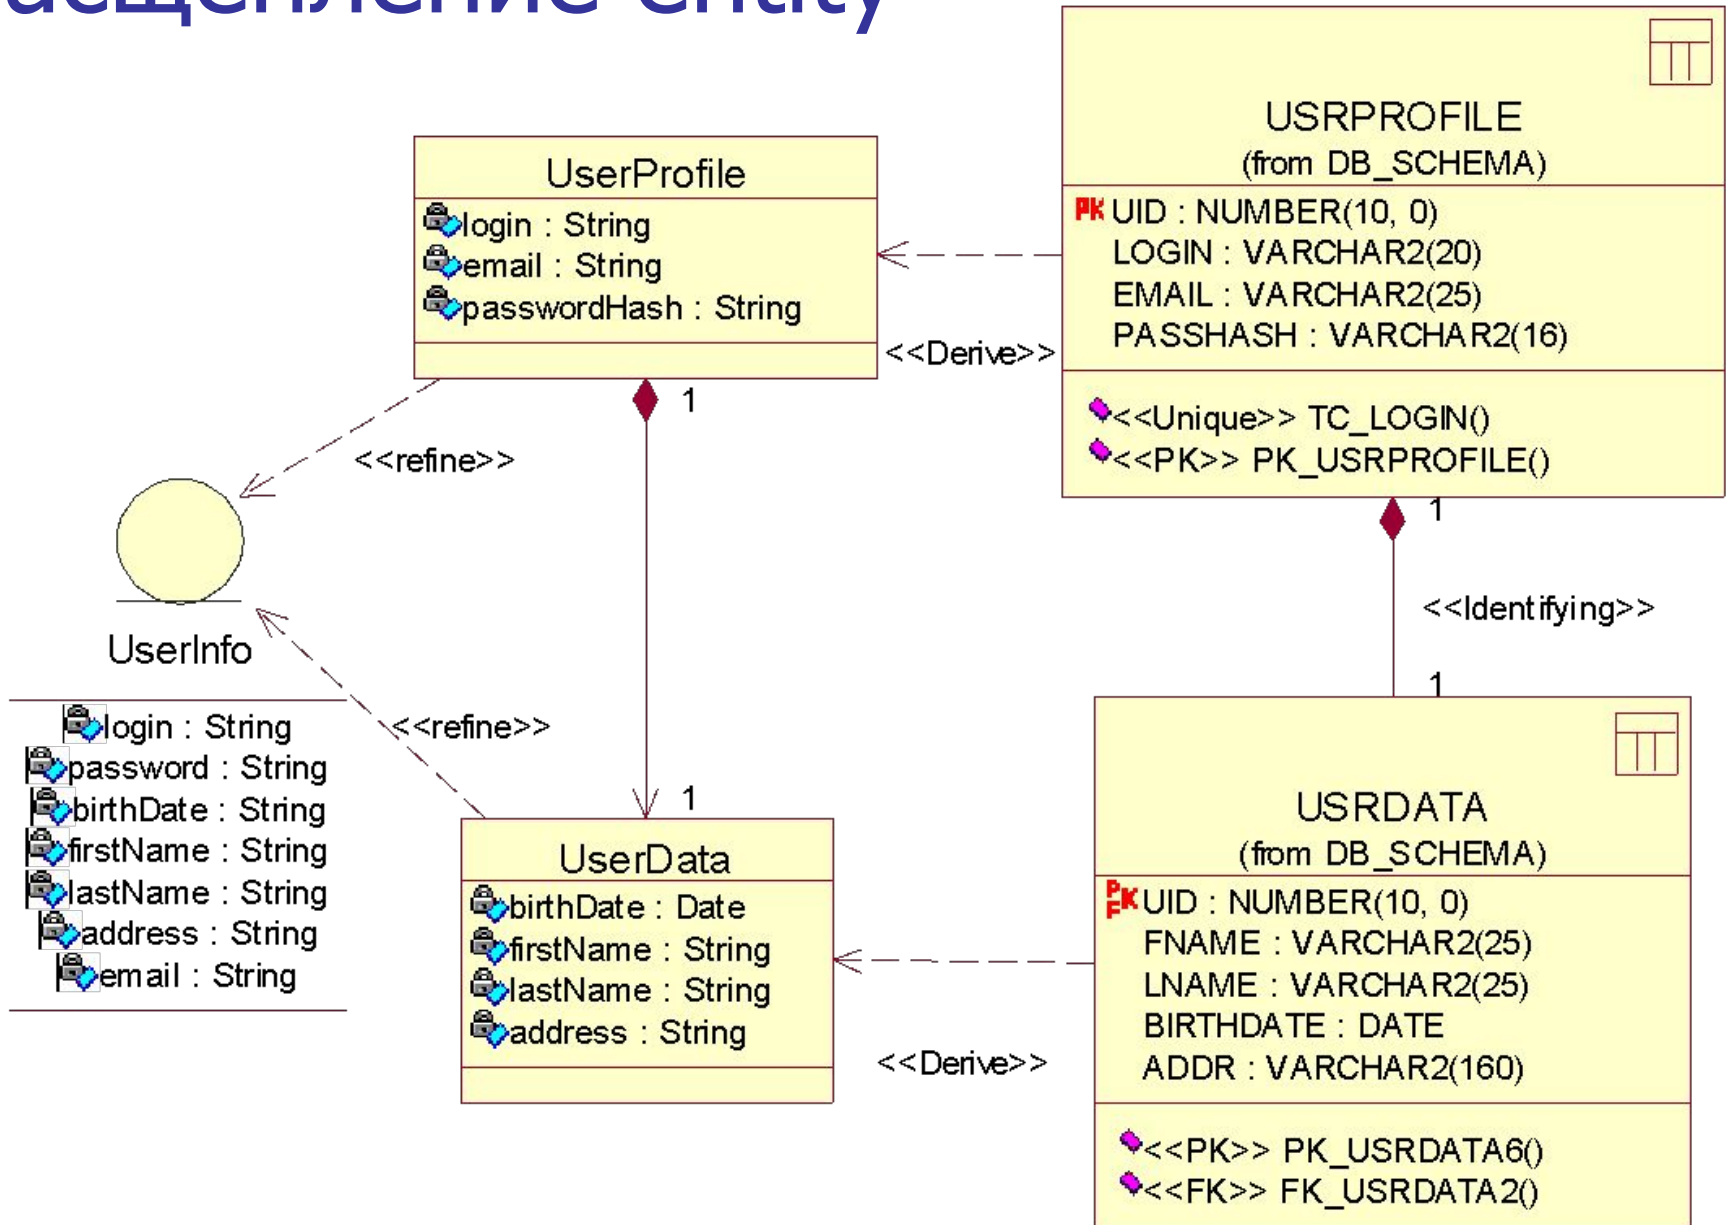 асщепление entity
UserProfile
login : String
email : String
passwordHash : String
USRPROFILE
(from DB_SCHEMA)
PK UID : NUMBER(10, 0)
LOGIN : VARCHAR2(20)
EMAIL : VARCHAR2(25)
PASSHASH : VARCHAR2(16)
<<Unique>> TC_LOGIN()
<<PK>> PK_USRPROFILE()
<<Derive>>
1
<<refine>>
1
<<Identifying>>
1
UserInfo
login : String
password : String
birthDate : String
firstName : String
lastName : String
address : String
email : String
<<refine>>
1
UserData
birthDate : Date
firstName : String
lastName : String
address : String
<<Derive>>
USRDATA
(from DB_SCHEMA)
PFK UID : NUMBER(10, 0)
FNAME : VARCHAR2(25)
LNAME : VARCHAR2(25)
BIRTHDATE : DATE
ADDR : VARCHAR2(160)
<<PK>> PK_USRDATA6()
<<FK>> FK_USRDATA2()